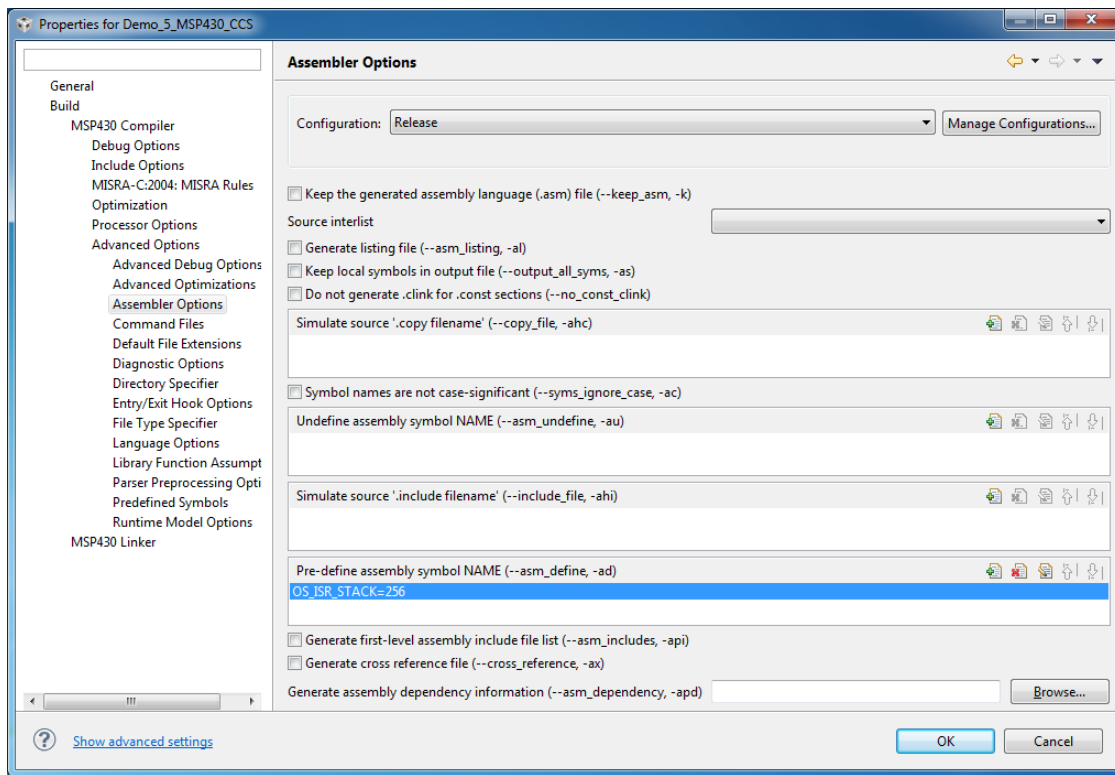 Properties for Demo_5_MSP430_CCS
General
Build
MSP430 Compiler
Debug Options
Include Options
MISRA-C:2004: MISRA Rules
Optimization
Processor Options
Advanced Options
Advanced Debug Options
Advanced Optimizations
Assembler Options
Command Files
Default File Extensions
Diagnostic Options
Directory Specifier
Entry/Exit Hook Options
File Type Specifier
Language Options
Library Function Assumpt
Parser Preprocessing Opti
Predefined Symbols
Runtime Model Options
MSP430 Linker
Assembler Options
Configuration: Release Manage Configurations...
Keep the generated assembly language (.asm) file (--keep_asm, -k)
Source interlist
Generate listing file (--asm_listing, -al)
Keep local symbols in output file (--output_all_syms, -as)
Do not generate .clink for .const sections (--no_const_clink)
Simulate source '.copy filename' (--copy_file, -ahc)
Symbol names are not case-significant (--syms_ignore_case, -ac)
Undefine assembly symbol NAME (--asm_undefine, -au)
Simulate source '.include filename' (--include_file, -ahi)
Pre-define assembly symbol NAME (--asm_define, -ad)
OS_ISR_STACK=256
Generate first-level assembly include file list (--asm_includes, -api)
Generate cross reference file (--cross_reference, -ax)
Generate assembly dependency information (--asm_dependency, -apd) Browse...
Show advanced settings OK Cancel